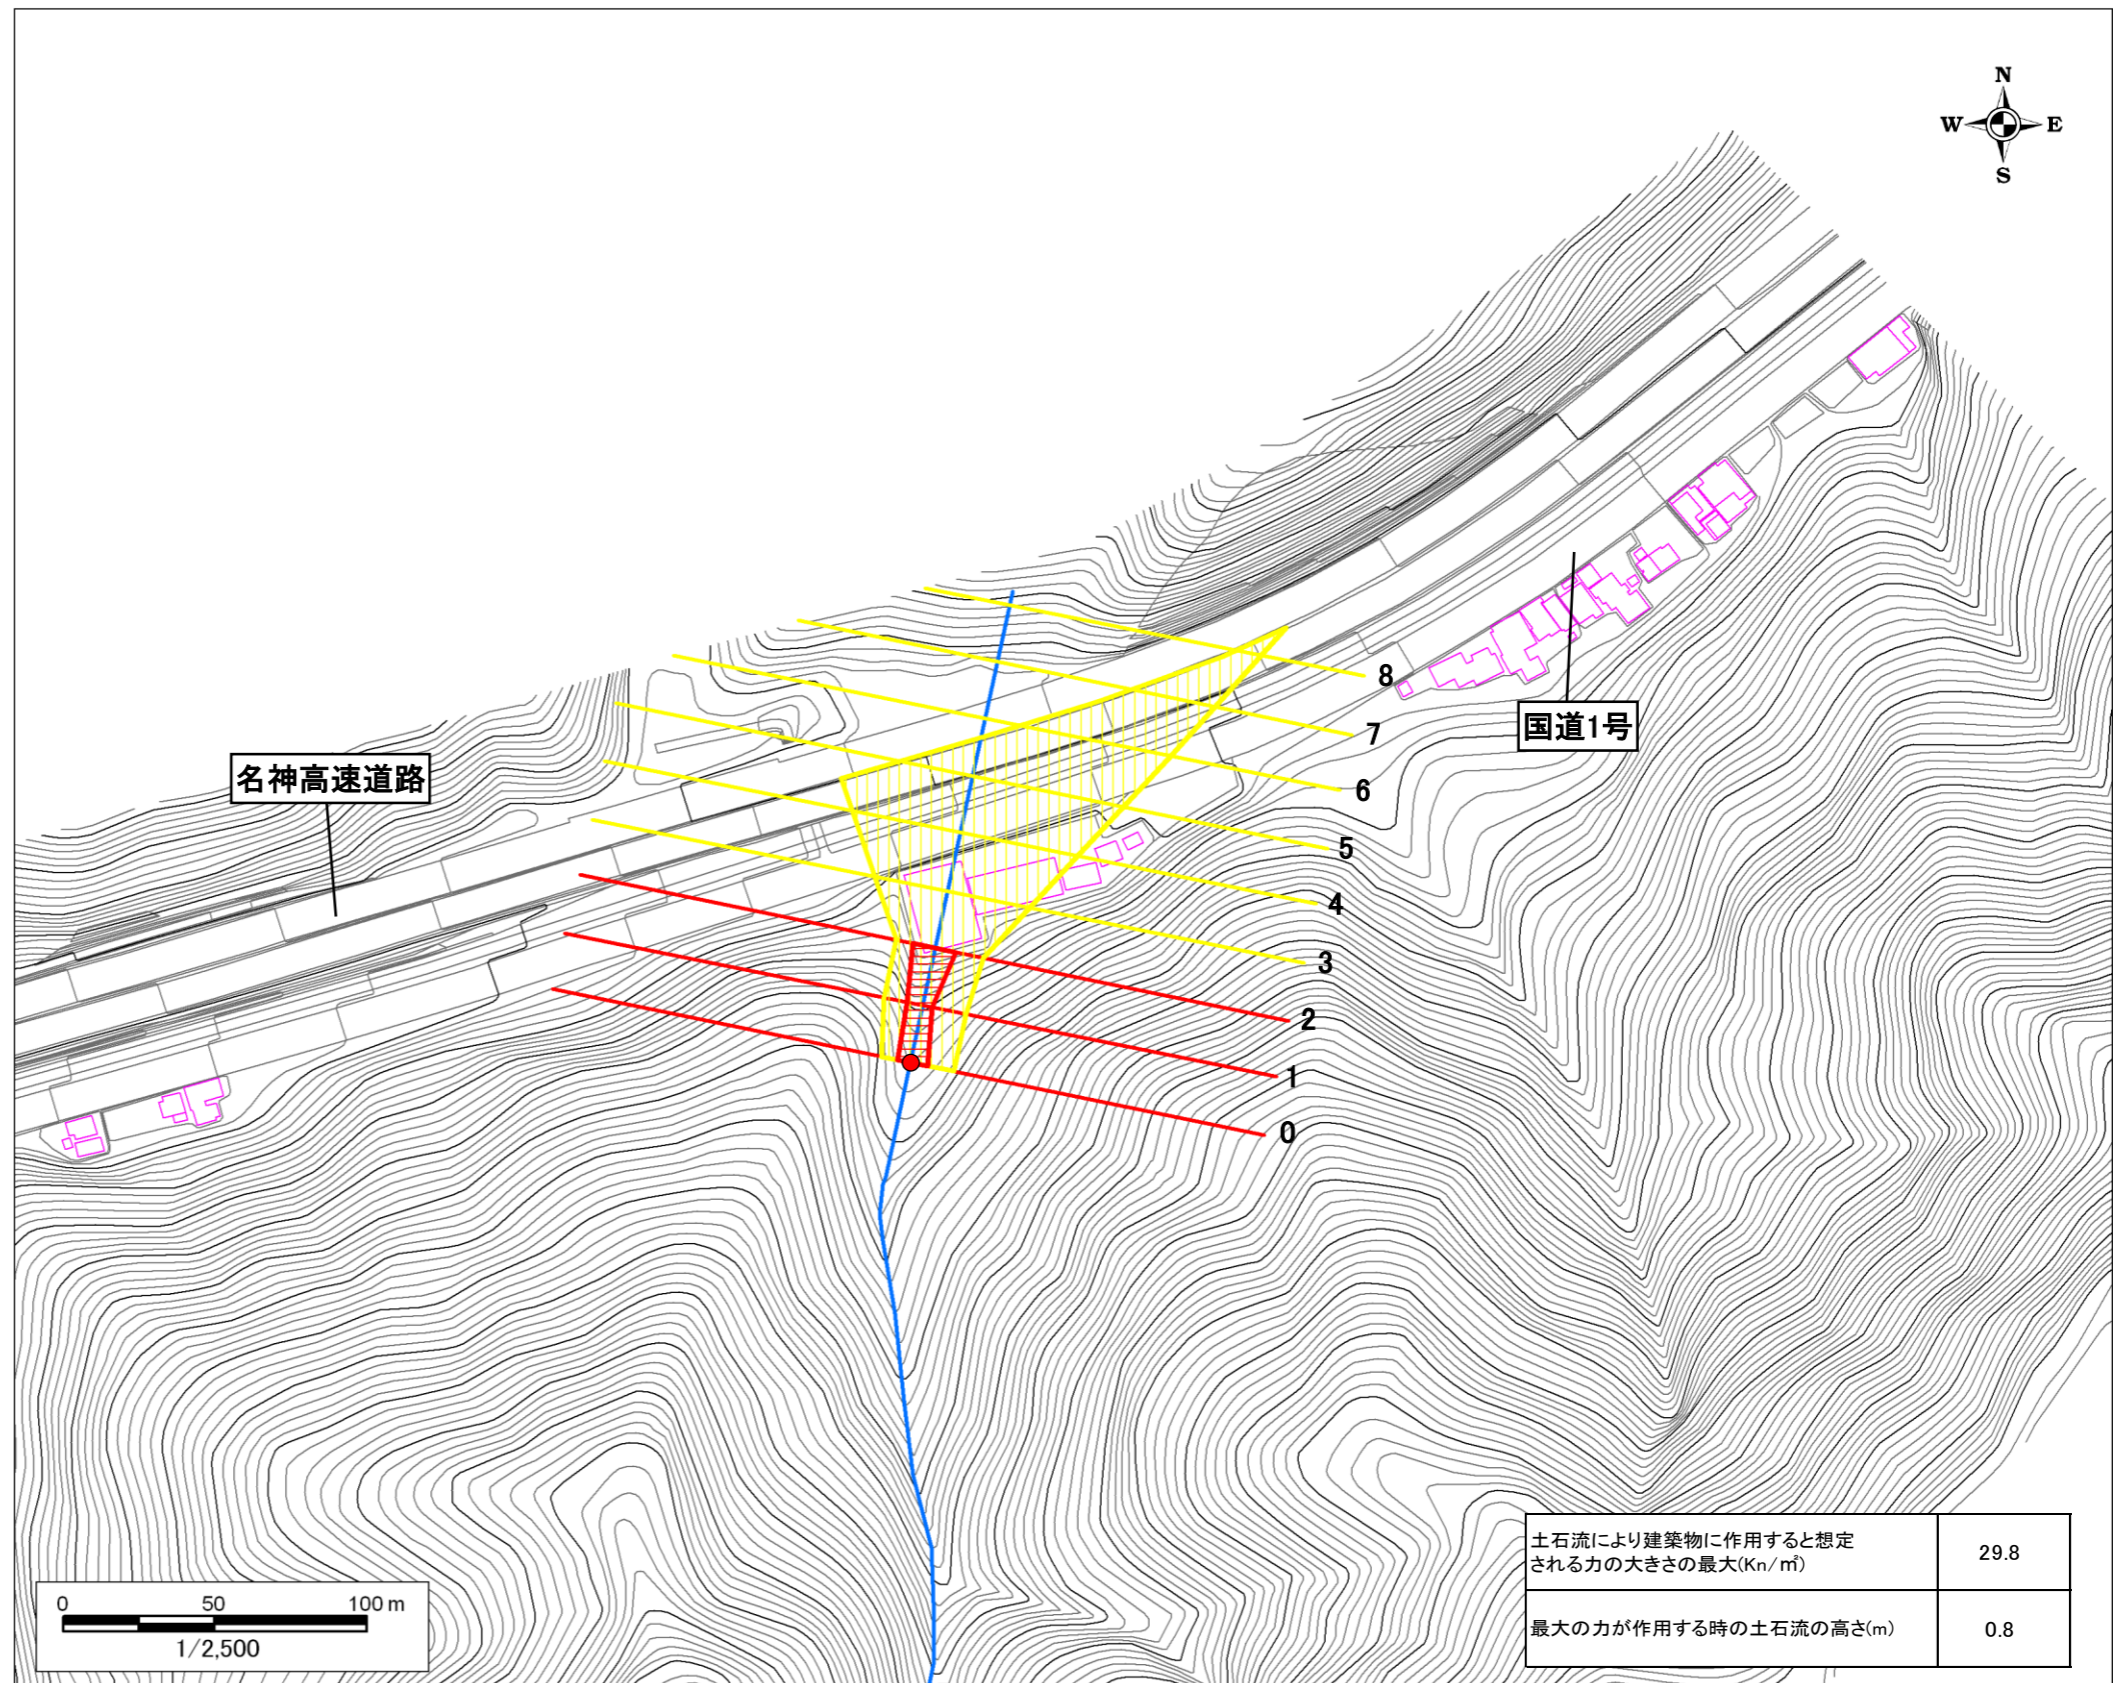 N
W
E
S
8
7
国道1号
6
名神高速道路
5
4
3
2
1
0
土石流により建築物に作用すると想定
される力の大きさの最大(Kn/㎡)
29.8
最大の力が作用する時の土石流の高さ(m)
0.8
0 50 100 m
1/2,500